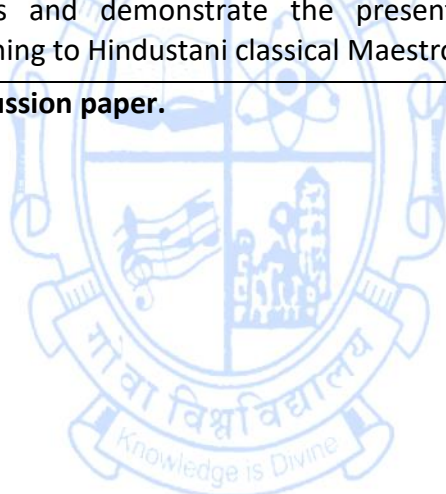 s and demonstrate the present
ning to Hindustani classical Maestro
ussion paper.
गोंवा विश्वविद्यालय
Knowledge is Divine